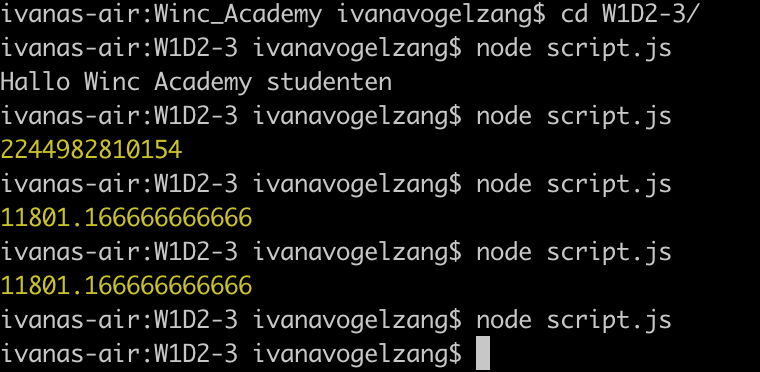 ivanas-air:Winc_Academy ivanavogelzang$ cd W1D2-3/
ivanas-air:W1D2-3 ivanavogelzang$ node script.js
Hallo Winc Academy studenten
ivanas-air:W1D2-3 ivanavogelzang$ node script.js
2244982810154
ivanas-air:W1D2-3 ivanavogelzang$ node script.js
11801.166666666666
ivanas-air:W1D2-3 ivanavogelzang$ node script.js
11801.166666666666
ivanas-air:W1D2-3 ivanavogelzang$ node script.js
ivanas-air:W1D2-3 ivanavogelzang$